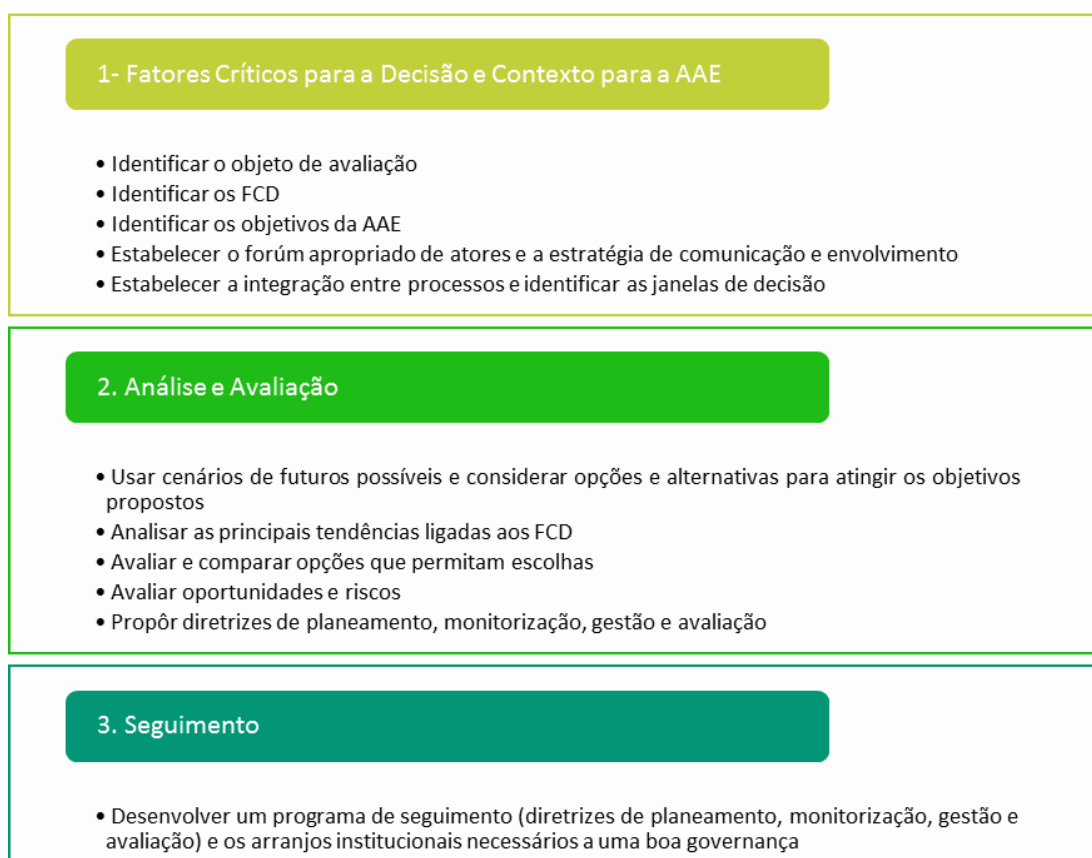 1- Fatores Críticos para a Decisão e Contexto para a AAE
• Identificar o objeto de avaliação
• Identificar os FCD
• Identificar os objetivos da AAE
• Estabelecer o forúm apropriado de atores e a estratégia de comunicação e envolvimento
• Estabelecer a integração entre processos e identificar as janelas de decisão
2. Análise e Avaliação
• Usar cenários de futuros possíveis e considerar opções e alternativas para atingir os objetivos
propostos
• Analisar as principais tendências ligadas aos FCD
• Avaliar e comparar opções que permitam escolhas
• Avaliar oportunidades e riscos
• Propôr diretrizes de planeamento, monitorização, gestão e avaliação
3. Seguimento
• Desenvolver um programa de seguimento (diretrizes de planeamento, monitorização, gestão e
avaliação) e os arranjos institucionais necessários a uma boa governança